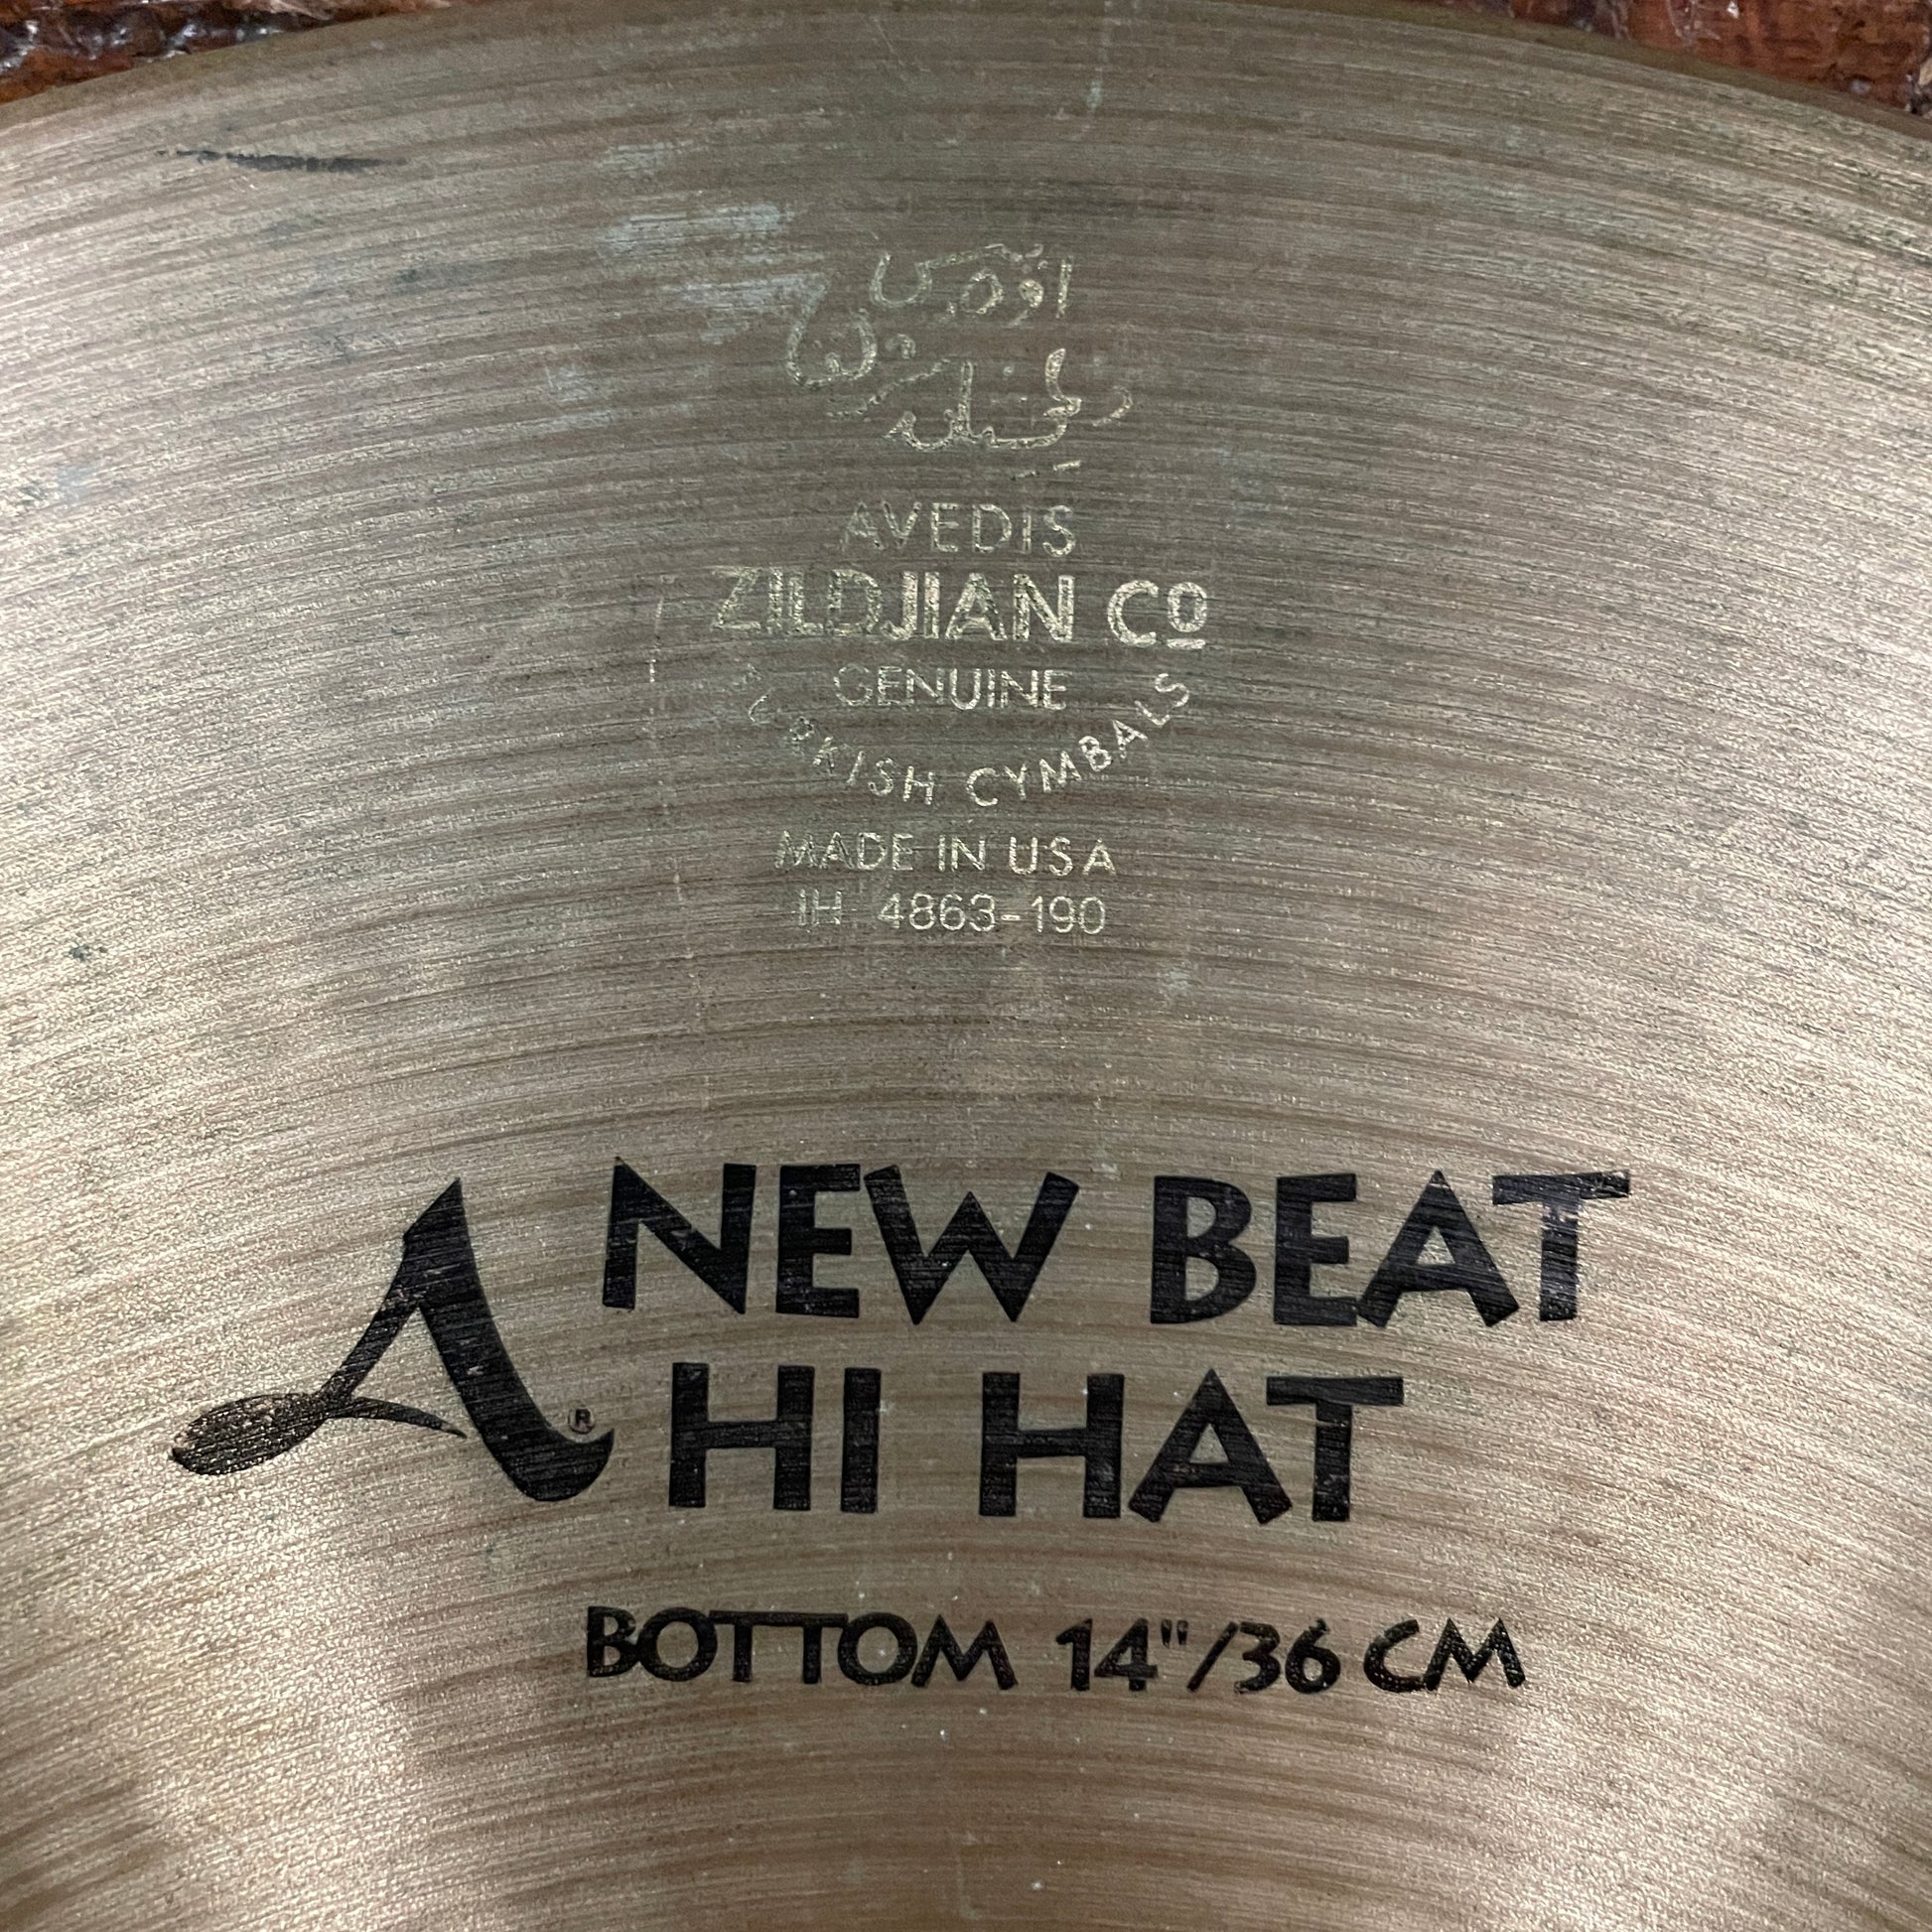 AVEDIS
ZILDJIAN Cº
GENUINE
TURKISH CYMBALS
MADE IN USA
IH 4863-190
A® NEW BEAT
HI HAT
BOTTOM 14"/36 CM